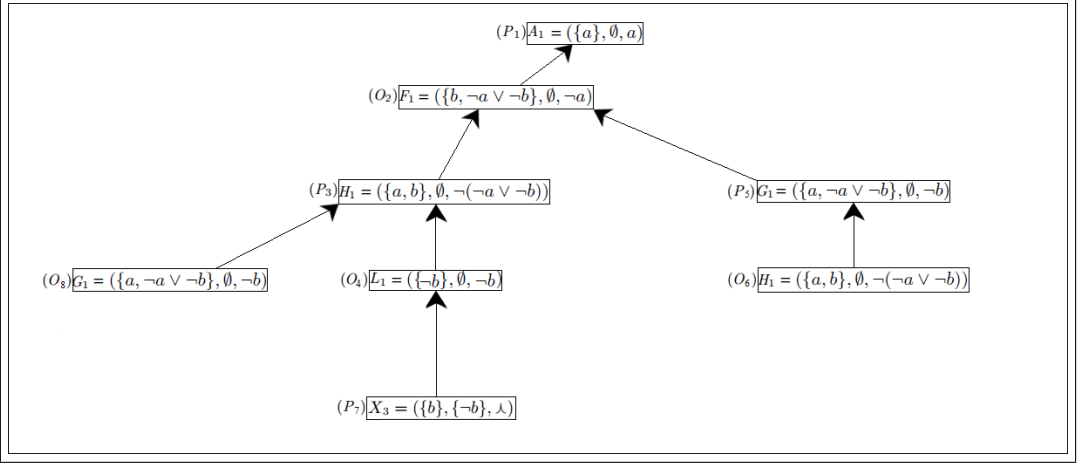 (P₁) A₁ = ({a}, ∅, a)
(O₂) F₁ = ({b, ¬a ∨ ¬b}, ∅, ¬a)
(P₃) H₁ = ({a, b}, ∅, ¬(¬a ∨ ¬b))
(P₅) G₁ = ({a, ¬a ∨ ¬b}, ∅, ¬b)
(O₈) G₁ = ({a, ¬a ∨ ¬b}, ∅, ¬b)
(O₄) L₁ = ({¬b}, ∅, ¬b)
(O₆) H₁ = ({a, b}, ∅, ¬(¬a ∨ ¬b))
(P₇) X₃ = ({b}, {¬b}, ⋏)